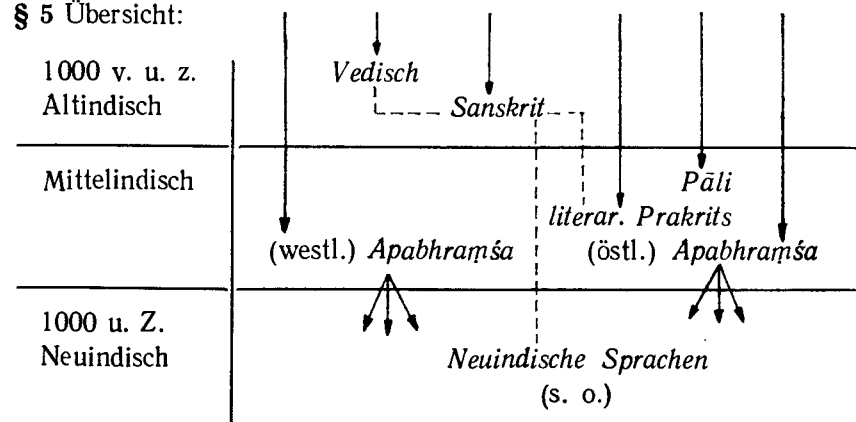 § 5 Übersicht:
1000 v. u. z.
Altindisch
Vedisch
Sanskrit
Mittelindisch
Pāli
literar. Prakrits
(westl.) Apabhraṃśa
(östl.) Apabhraṃśa
1000 u. Z.
Neuindisch
Neuindische Sprachen
(s. o.)